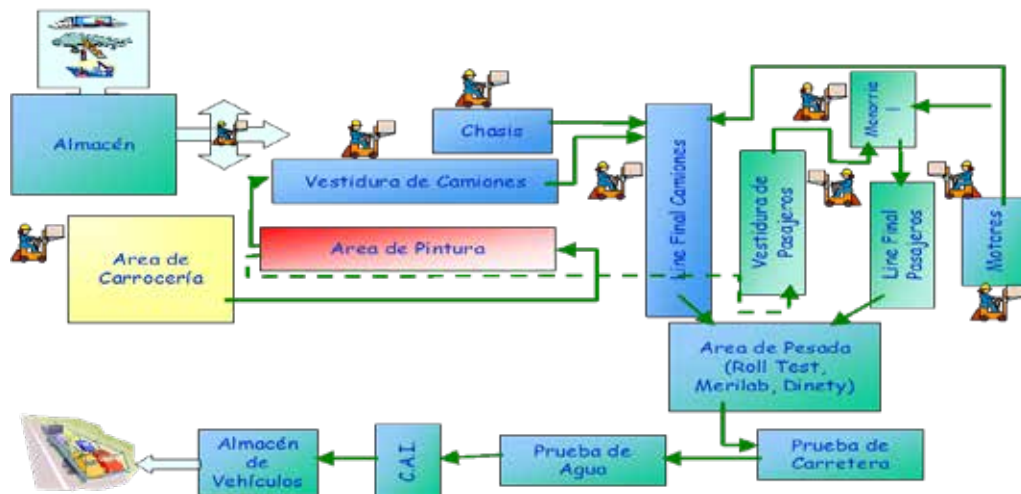 Almacén
Chasis
Vestidura de Camiones
Area de Pintura
Area de
Carrocería
Line Final Camiones
Vestidura de
Pasajeros
Monorrie
l
Line Final
Pasajeros
Motores
Area de Pesada
(Roll Test,
Merilab, Dinety)
Prueba de
Carretera
Prueba de
Agua
C.A.I.
Almacén
de
Vehículos